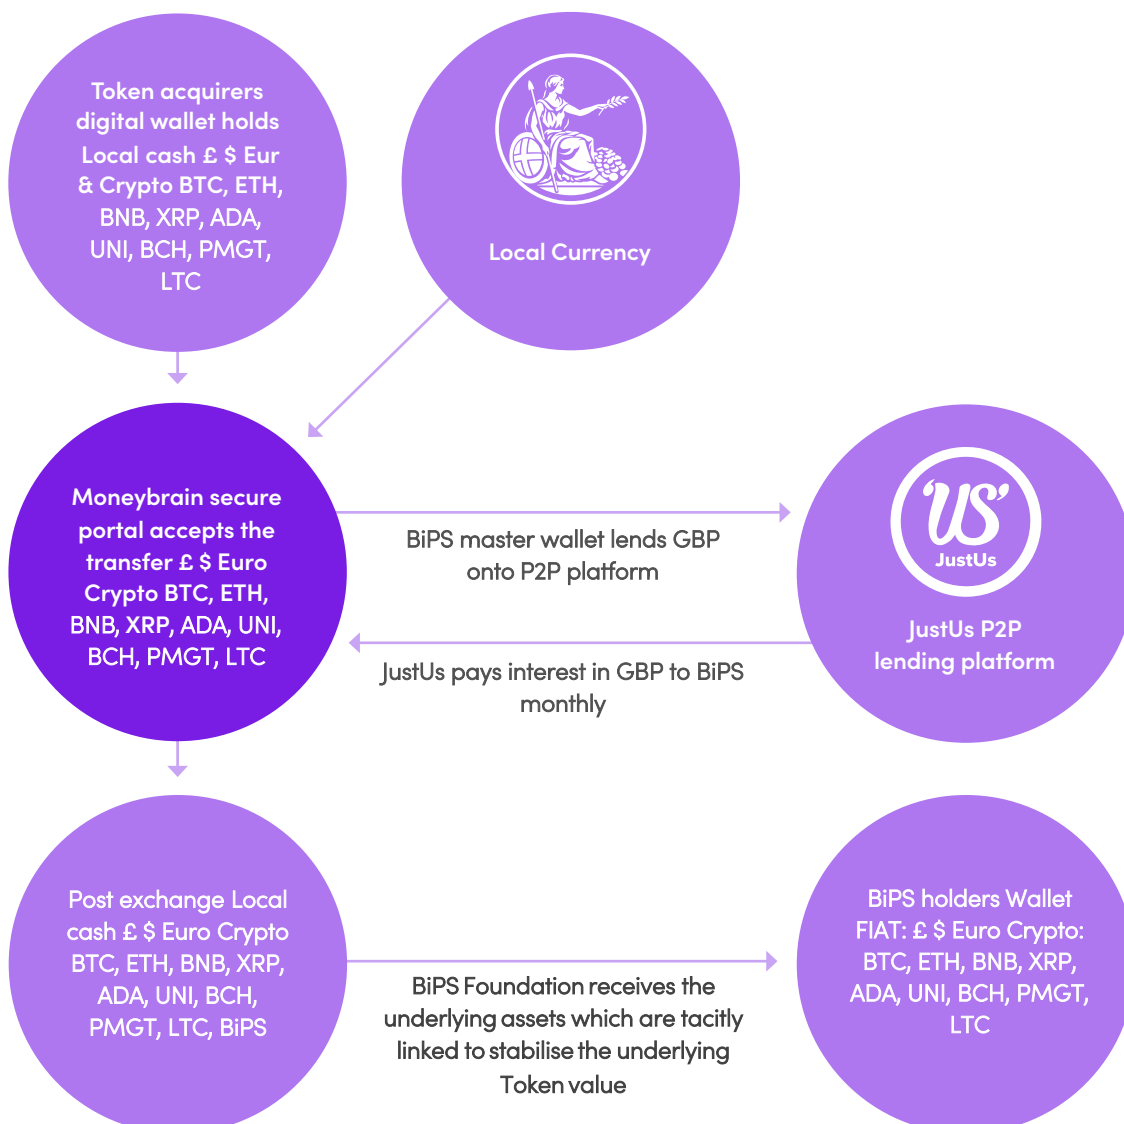 Token acquirers
digital wallet holds
Local cash £ $ Eur
& Crypto BTC, ETH,
BNB, XRP, ADA,
UNI, BCH, PMGT,
LTC
Local Currency
Moneybrain secure
portal accepts the
transfer £ $ Euro
Crypto BTC, ETH,
BNB, XRP, ADA, UNI,
BCH, PMGT, LTC
BiPS master wallet lends GBP
onto P2P platform
JustUs pays interest in GBP to BiPS
monthly
'US'
JustUs
JustUs P2P
lending platform
Post exchange Local
cash £ $ Euro Crypto
BTC, ETH, BNB, XRP,
ADA, UNI, BCH,
PMGT, LTC, BiPS
BiPS Foundation receives the
underlying assets which are tacitly
linked to stabilise the underlying
Token value
BiPS holders Wallet
FIAT: £ $ Euro Crypto:
BTC, ETH, BNB, XRP,
ADA, UNI, BCH, PMGT,
LTC